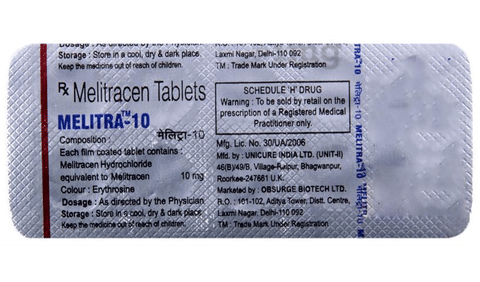 Dosage : As directed by the Physician
Storage : Store in a cool, dry & dark place.
Keep the medicine out of reach of children.
Rx Melitracen Tablets
MELITRA™-10
मेलिट्रा-10
Composition :
Each film coated tablet contains :
Melitracen Hydrochloride
equivalent to Melitracen 10 mg
Colour : Erythrosine
Dosage : As directed by the Physician
Storage : Store in a cool, dry & dark place.
Keep the medicine out of reach of children.
Laxmi Nagar, Delhi-110 092
TM : Trade Mark Under Registration
SCHEDULE 'H' DRUG
Warning : To be sold by retail on the
prescription of a Registered Medical
Practitioner only.
Mfg. Lic. No. 30/UA/2006
Mfd. by : UNICURE INDIA LTD. (UNIT-II)
46(B)/49/B, Village-Raipur, Bhagwanpur,
Roorkee-247661 U.K.
Marketed by : OBSURGE BIOTECH LTD.
R.O. : 101-102, Aditya Tower, Distt. Centre,
Laxmi Nagar, Delhi-110 092
TM : Trade Mark Under Registration
मेलिट्रा-10 MELITRA™-10